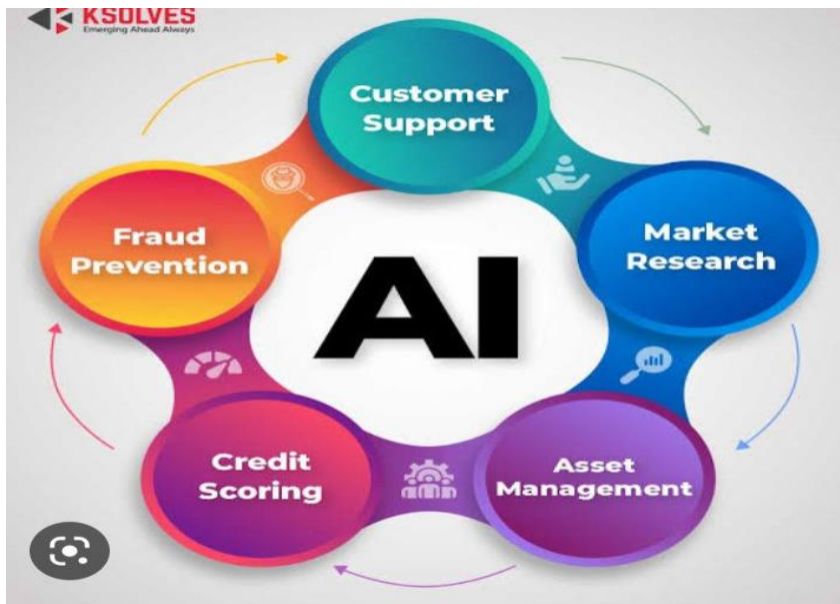 KSOLVES
Emerging Ahead Always
Customer
Support
Market
Research
Asset
Management
Credit
Scoring
Fraud
Prevention
AI